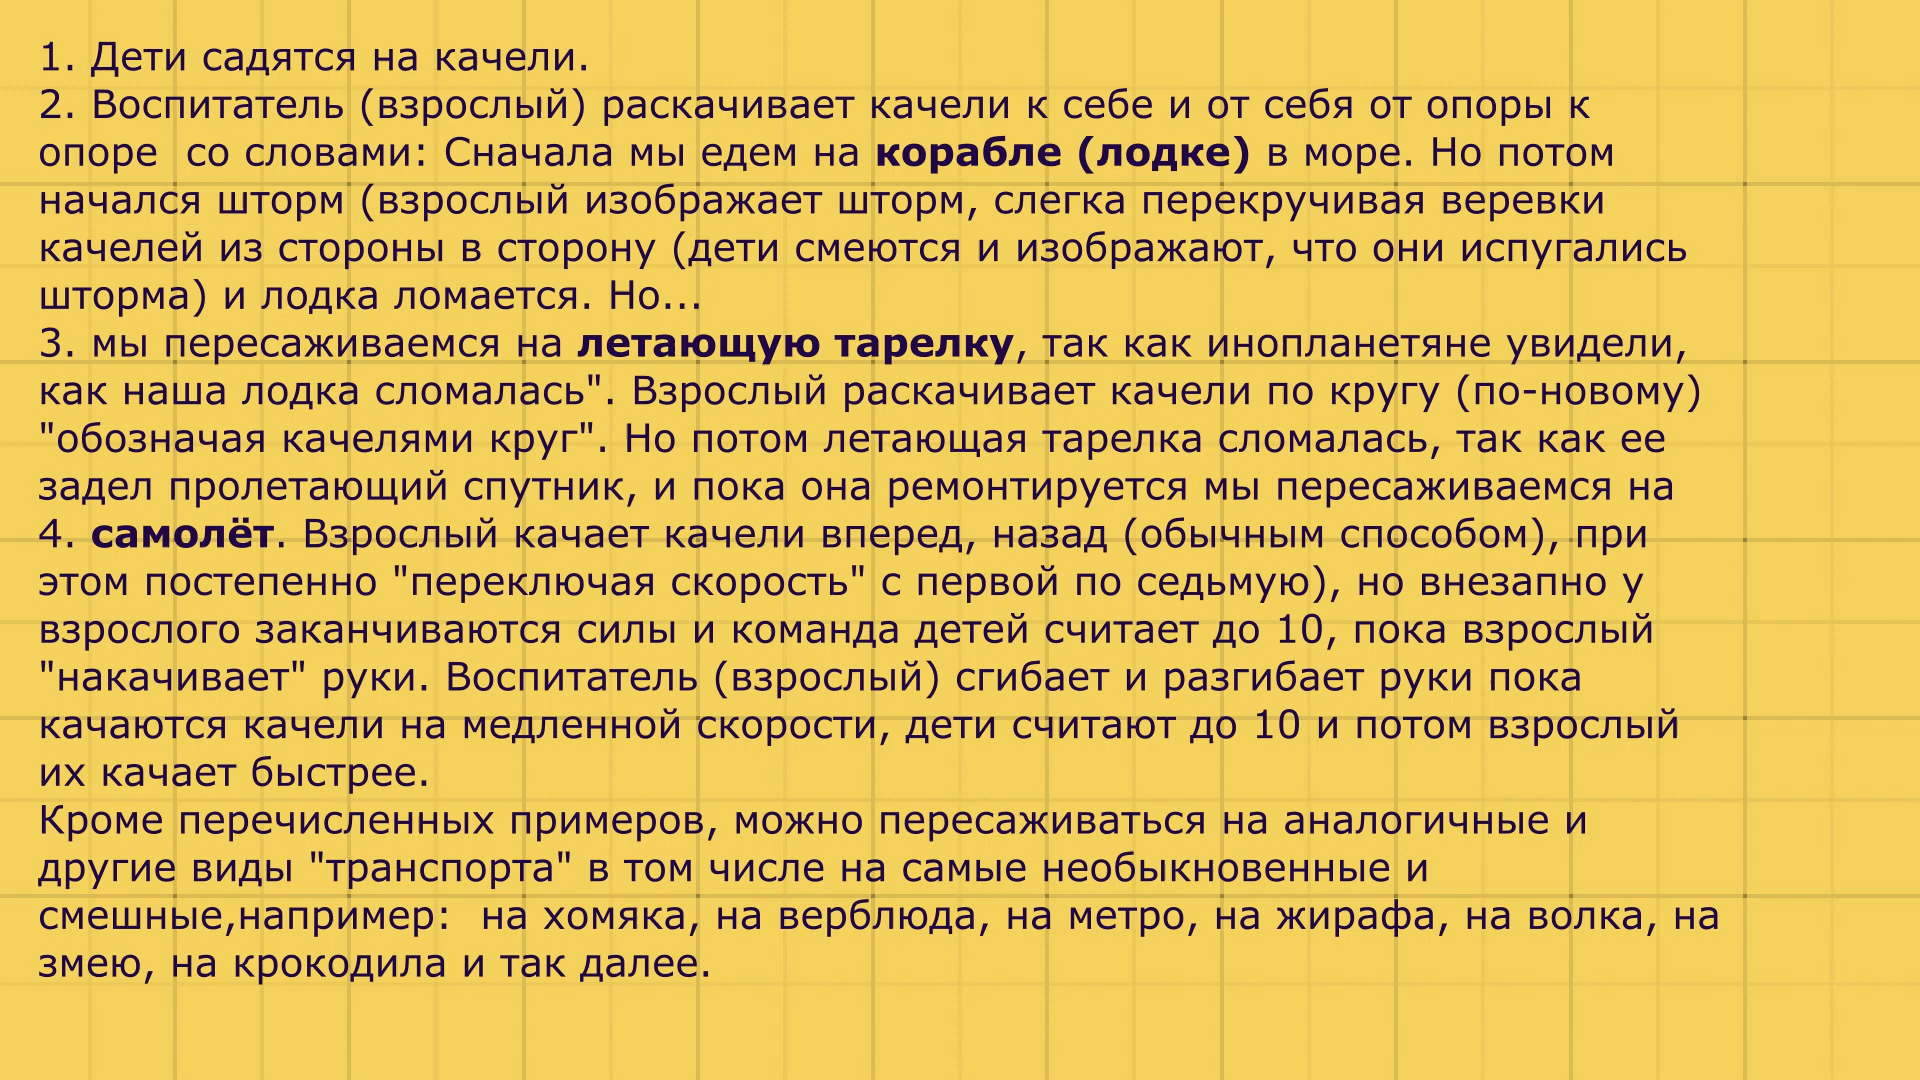 1. Дети садятся на качели.
2. Воспитатель (взрослый) раскачивает качели к себе и от себя от опоры к
опоре  со словами: Сначала мы едем на корабле (лодке) в море. Но потом
начался шторм (взрослый изображает шторм, слегка перекручивая веревки
качелей из стороны в сторону (дети смеются и изображают, что они испугались
шторма) и лодка ломается. Но...
3. мы пересаживаемся на летающую тарелку, так как инопланетяне увидели,
как наша лодка сломалась". Взрослый раскачивает качели по кругу (по-новому)
"обозначая качелями круг". Но потом летающая тарелка сломалась, так как ее
задел пролетающий спутник, и пока она ремонтируется мы пересаживаемся на
4. самолёт. Взрослый качает качели вперед, назад (обычным способом), при
этом постепенно "переключая скорость" с первой по седьмую), но внезапно у
взрослого заканчиваются силы и команда детей считает до 10, пока взрослый
"накачивает" руки. Воспитатель (взрослый) сгибает и разгибает руки пока
качаются качели на медленной скорости, дети считают до 10 и потом взрослый
их качает быстрее.
Кроме перечисленных примеров, можно пересаживаться на аналогичные и
другие виды "транспорта" в том числе на самые необыкновенные и
смешные,например:  на хомяка, на верблюда, на метро, на жирафа, на волка, на
змею, на крокодила и так далее.